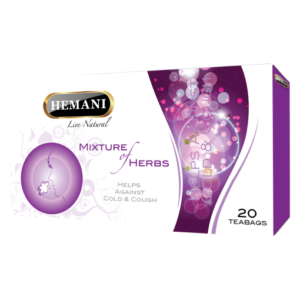 HEMANI
Live Natural
MIXTURE
of HERBS
HELPS
AGAINST
COLD & COUGH
20
TEABAGS